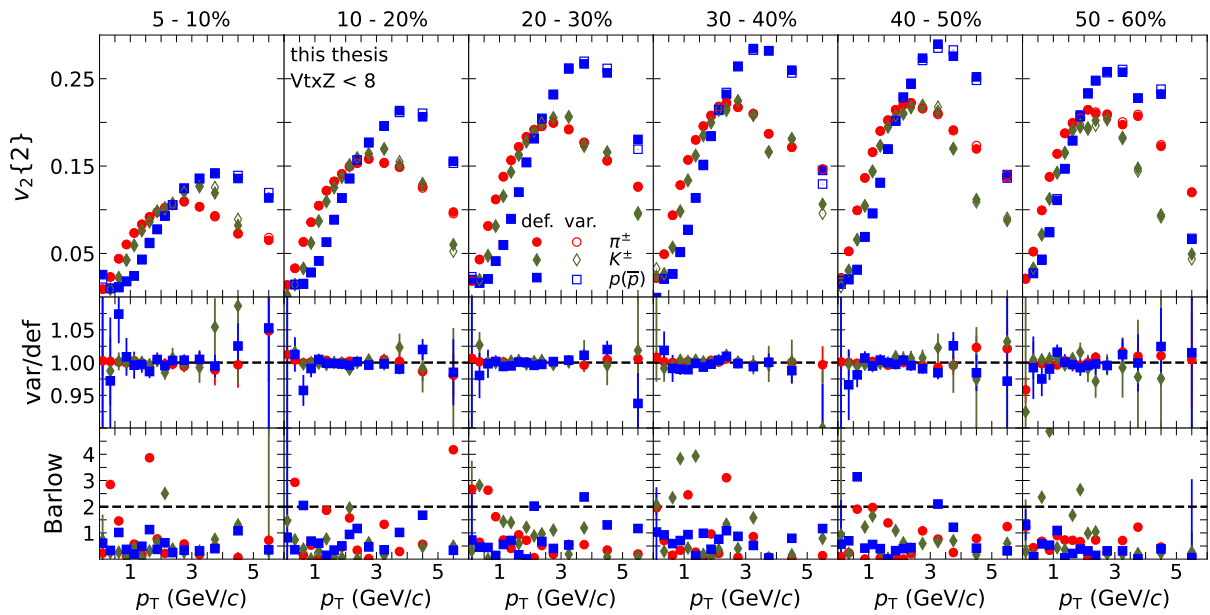 5 - 10% 10 - 20% 20 - 30% 30 - 40% 40 - 50% 50 - 60%
this thesis
VtxZ < 8
v₂{2}
0.25
0.15
0.05
def. var.
π±
K±
p(p̅)
var/def
1.05
1.00
0.95
Barlow
4
3
2
1
1 3 5 1 3 5 1 3 5 1 3 5 1 3 5 1 3 5
pT (GeV/c) pT (GeV/c) pT (GeV/c) pT (GeV/c) pT (GeV/c) pT (GeV/c)